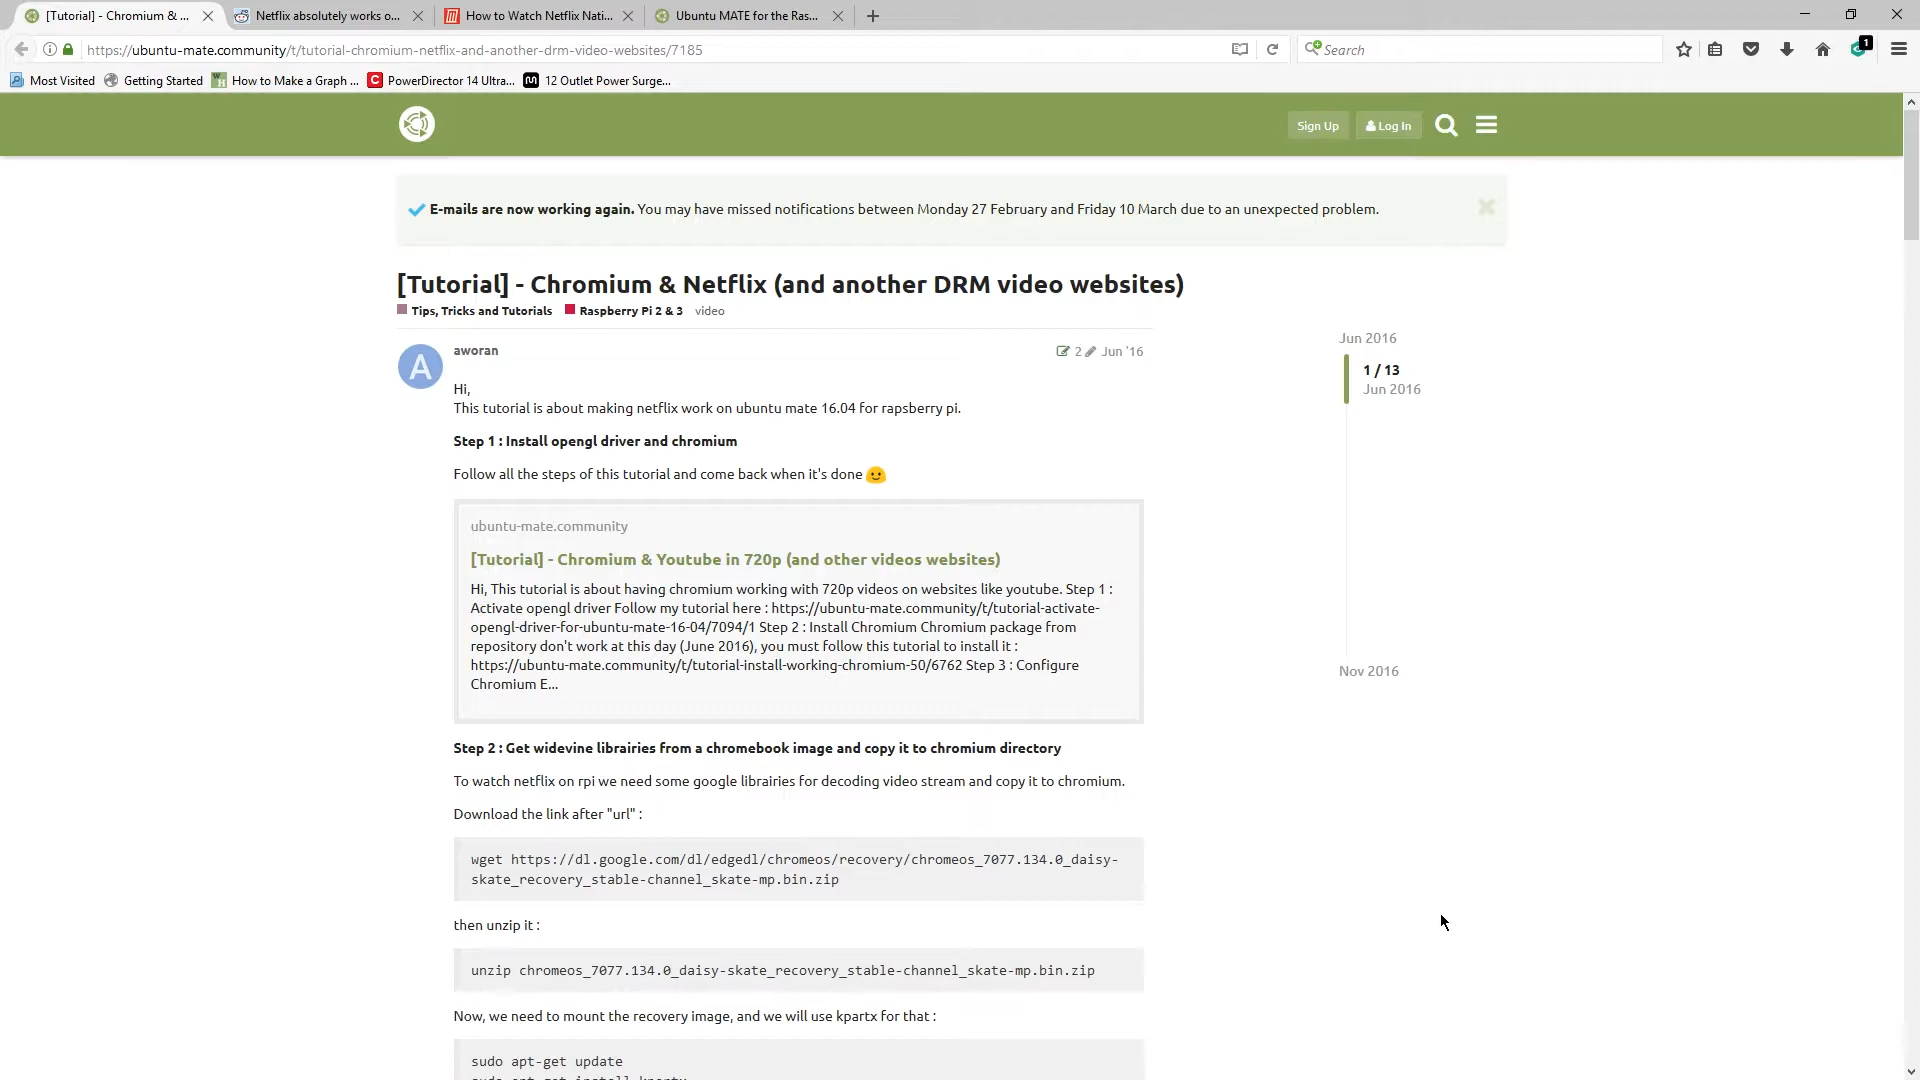 [Tutorial] - Chromium & ...
Netflix absolutely works o...
How to Watch Netflix Nati...
Ubuntu MATE for the Ras...
https://ubuntu-mate.community/t/tutorial-chromium-netflix-and-another-drm-video-websites/7185
Search
1
Most Visited
Getting Started
How to Make a Graph ...
PowerDirector 14 Ultra...
12 Outlet Power Surge...
Sign Up
Log In
E-mails are now working again. You may have missed notifications between Monday 27 February and Friday 10 March due to an unexpected problem.
[Tutorial] - Chromium & Netflix (and another DRM video websites)
Tips, Tricks and Tutorials
Raspberry Pi 2 & 3
video
A
aworan
2
Jun '16
Jun 2016
1 / 13
Jun 2016
Nov 2016
Hi,
This tutorial is about making netflix work on ubuntu mate 16.04 for rapsberry pi.
Step 1 : Install opengl driver and chromium
Follow all the steps of this tutorial and come back when it's done
ubuntu-mate.community
[Tutorial] - Chromium & Youtube in 720p (and other videos websites)
Hi, This tutorial is about having chromium working with 720p videos on websites like youtube. Step 1 :
Activate opengl driver Follow my tutorial here : https://ubuntu-mate.community/t/tutorial-activate-
opengl-driver-for-ubuntu-mate-16-04/7094/1 Step 2 : Install Chromium Chromium package from
repository don't work at this day (June 2016), you must follow this tutorial to install it :
https://ubuntu-mate.community/t/tutorial-install-working-chromium-50/6762 Step 3 : Configure
Chromium E...
Step 2 : Get widevine librairies from a chromebook image and copy it to chromium directory
To watch netflix on rpi we need some google librairies for decoding video stream and copy it to chromium.
Download the link after "url" :
wget https://dl.google.com/dl/edgedl/chromeos/recovery/chromeos_7077.134.0_daisy-
skate_recovery_stable-channel_skate-mp.bin.zip
then unzip it :
unzip chromeos_7077.134.0_daisy-skate_recovery_stable-channel_skate-mp.bin.zip
Now, we need to mount the recovery image, and we will use kpartx for that :
sudo apt-get update